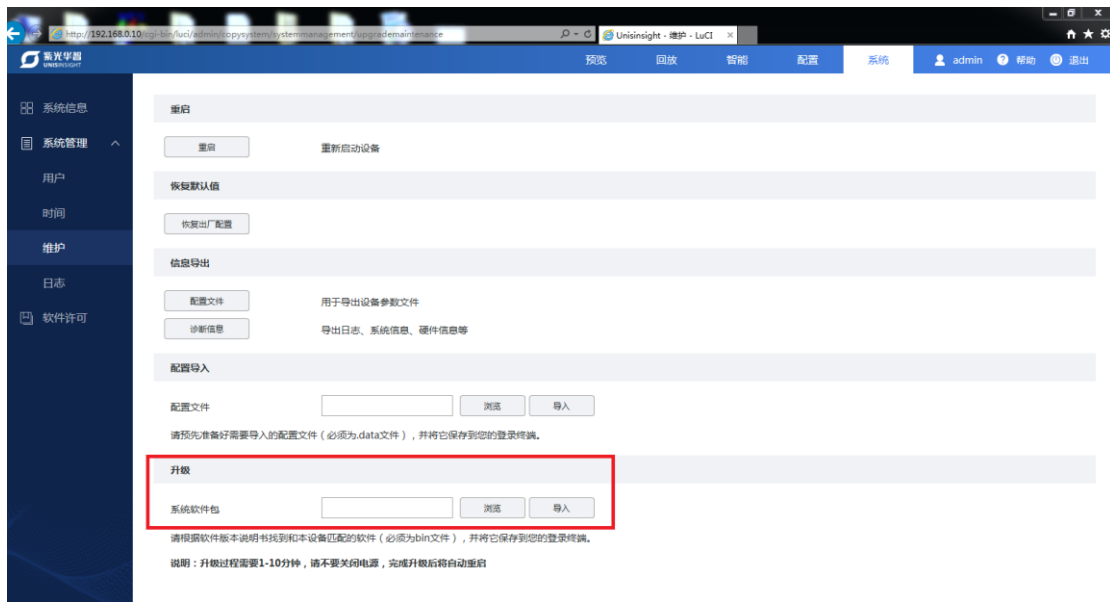 http://192.168.0.10/cgi-bin/luci/admin/copysystem/systemmanagement/upgrademaintenance
Unisinsight - 维护 - LuCI
紫光华智
UNISINSIGHT
预览 回放 智能 配置 系统 admin 帮助 退出
系统信息
系统管理
用户
时间
维护
日志
软件许可
重启
重启 重新启动设备
恢复默认值
恢复出厂配置
信息导出
配置文件 用于导出设备参数文件
诊断信息 导出日志、系统信息、硬件信息等
配置导入
配置文件 浏览 导入
请预先准备好需要导入的配置文件（必须为.data文件），并将它保存到您的登录终端。
升级
系统软件包 浏览 导入
请根据软件版本说明书找到和本设备匹配的软件（必须为bin文件），并将它保存到您的登录终端。
说明：升级过程需要1-10分钟，请不要关闭电源，完成升级后将自动重启